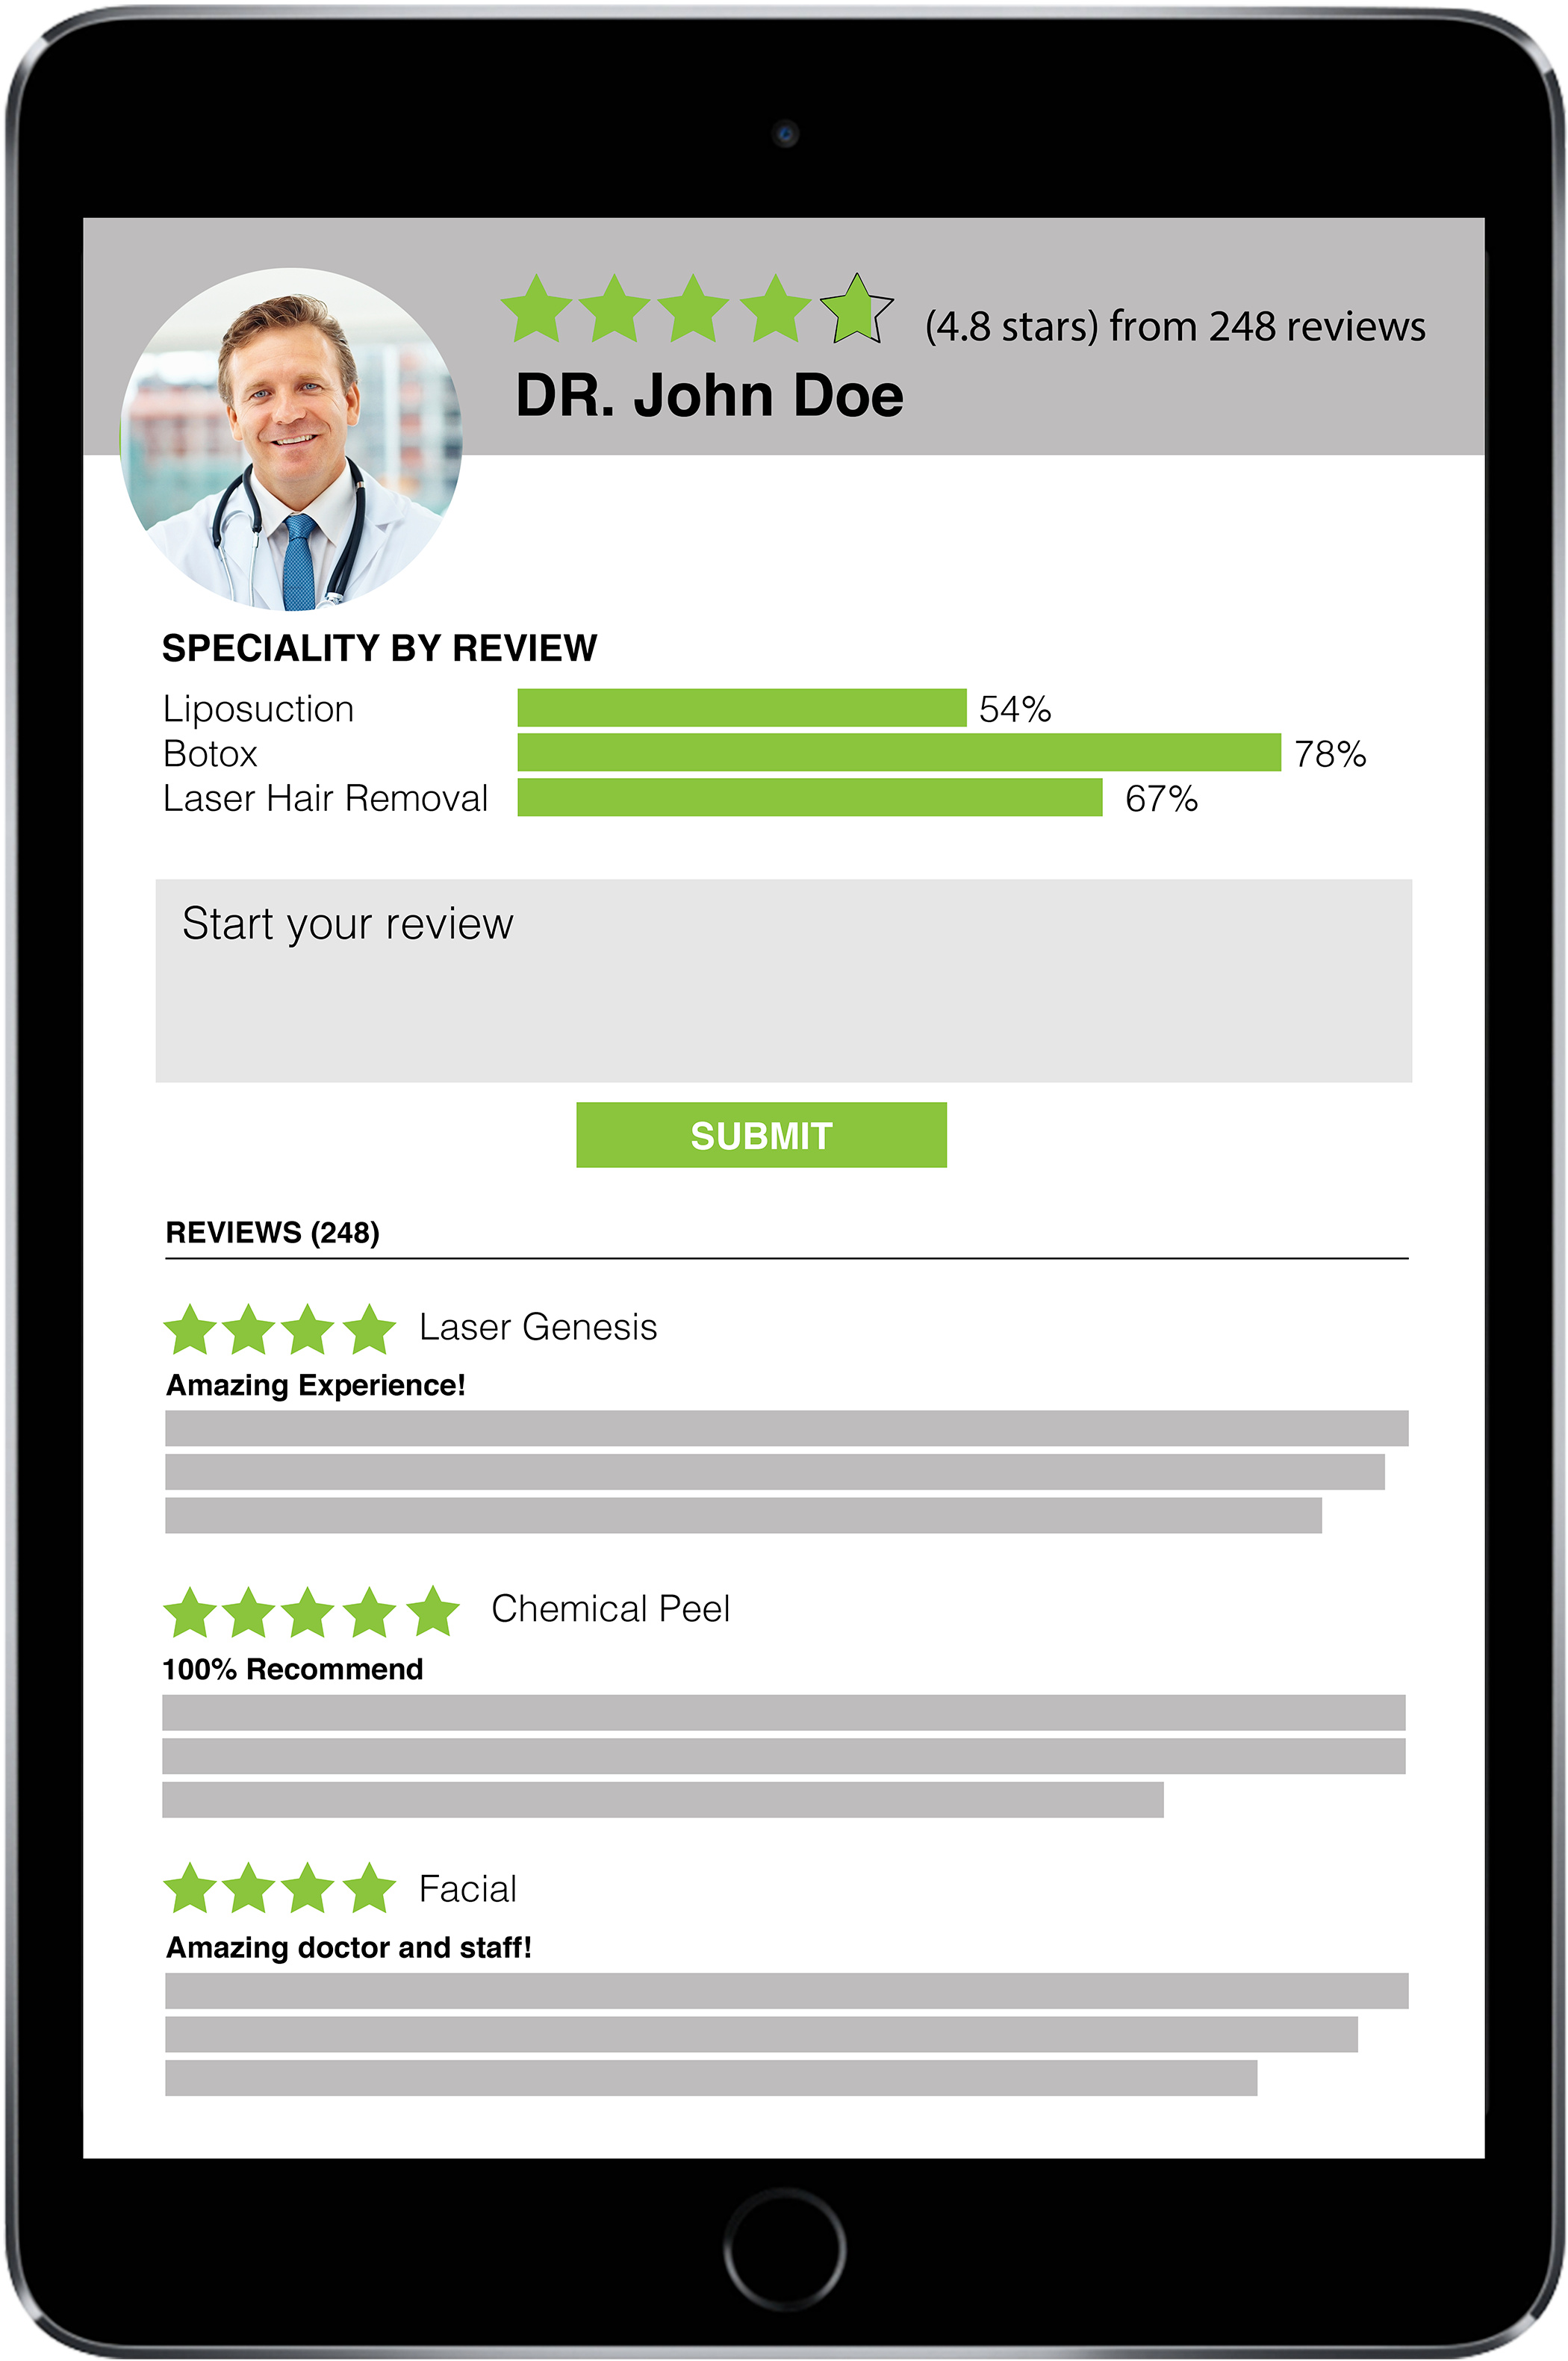 (4.8 stars) from 248 reviews
DR. John Doe
SPECIALITY BY REVIEW
Liposuction 54%
Botox 78%
Laser Hair Removal 67%
Start your review
SUBMIT
REVIEWS (248)
Laser Genesis
Amazing Experience!
Chemical Peel
100% Recommend
Facial
Amazing doctor and staff!